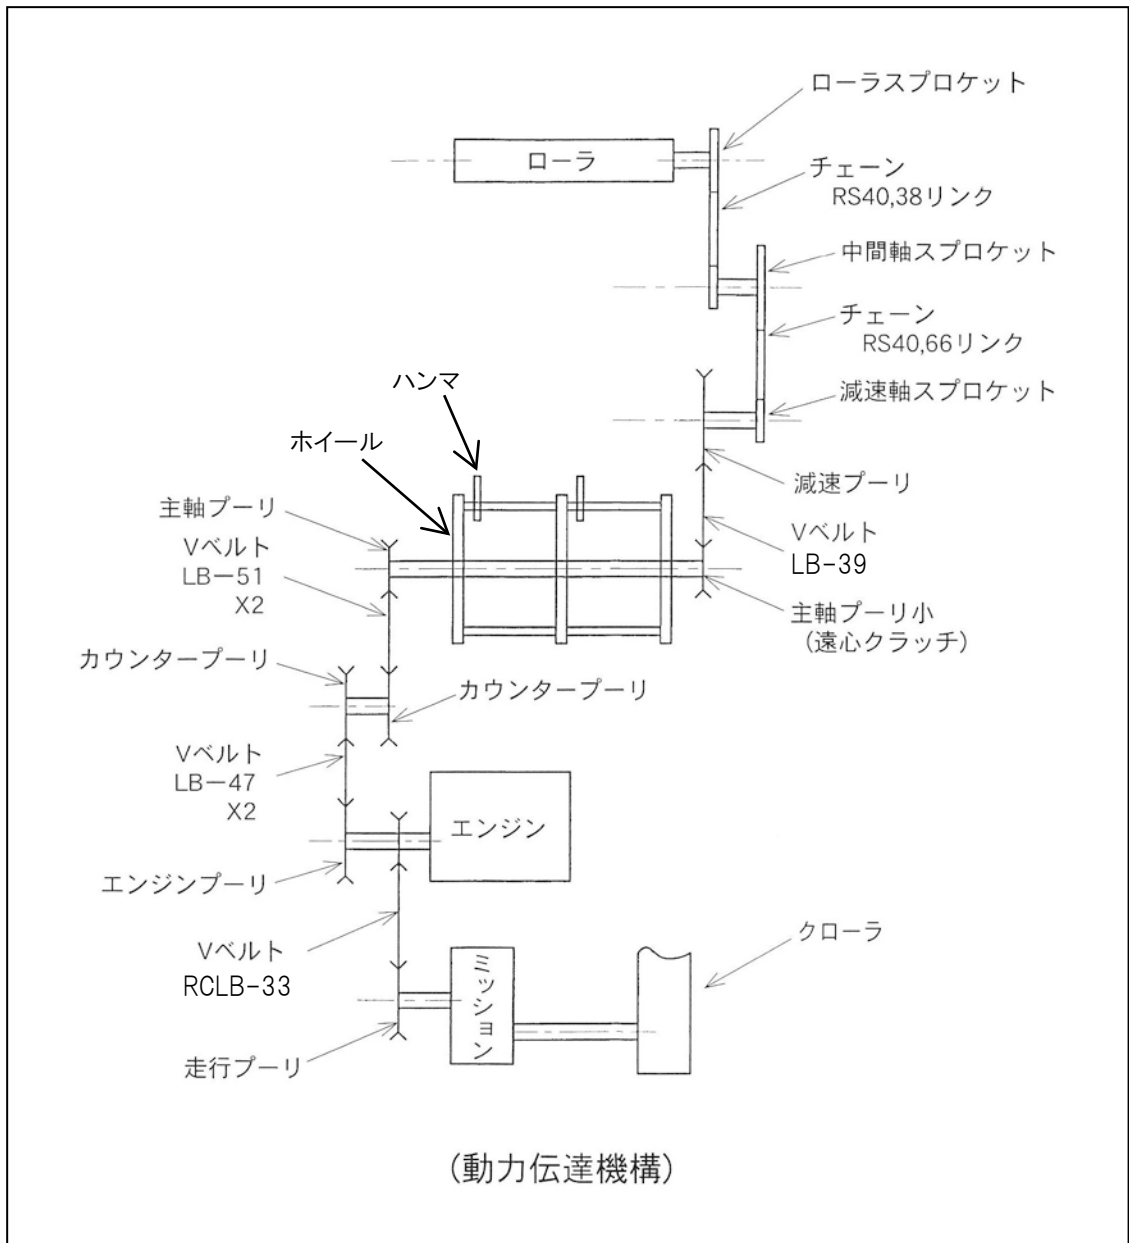 ローラスプロケット
ローラ
チェーン
RS40,38リンク
中間軸スプロケット
チェーン
RS40,66リンク
ハンマ
減速軸スプロケット
ホイール
減速プーリ
主軸プーリ
Vベルト
LB-39
Vベルト
LB－51
X2
主軸プーリ小
(遠心クラッチ)
カウンタープーリ
カウンタープーリ
Vベルト
LB－47
X2
エンジン
エンジンプーリ
クローラ
Vベルト
RCLB-33
ミッション
走行プーリ
(動力伝達機構)